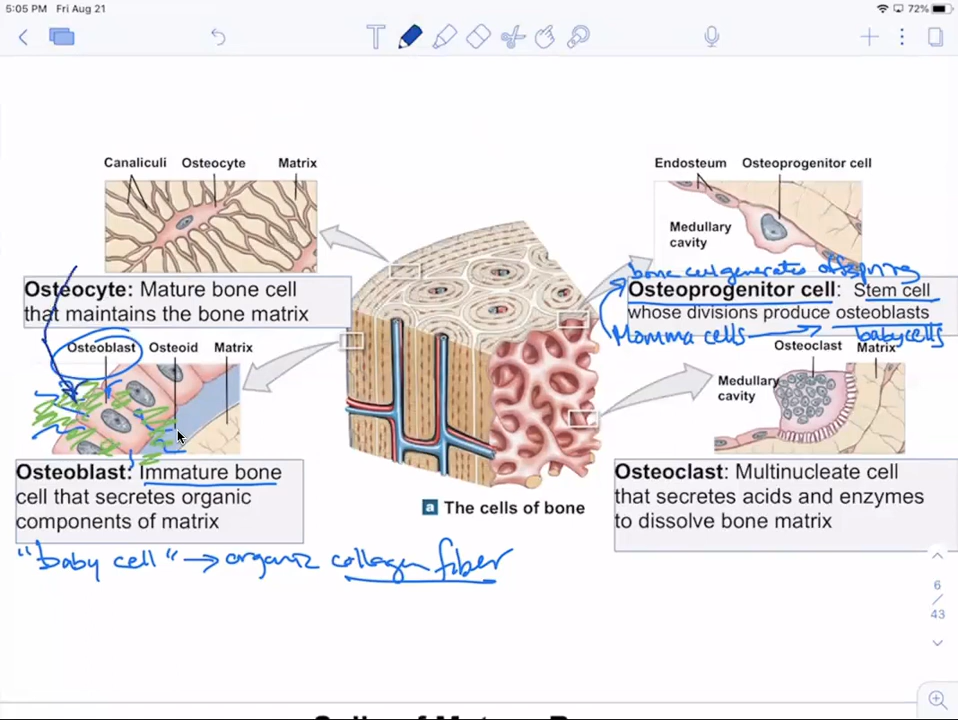 5:05 PM Fri Aug 21
72%
Canaliculi Osteocyte Matrix
Endosteum Osteoprogenitor cell
Medullary
cavity
bone cell generates offspring
Osteocyte: Mature bone cell
that maintains the bone matrix
Osteoprogenitor cell: Stem cell
whose divisions produce osteoblasts
Momma cells → baby cells
Osteoblast Osteoid Matrix
Osteoclast Matrix
Medullary
cavity
Osteoblast: Immature bone
cell that secretes organic
components of matrix
Osteoclast: Multinucleate cell
that secretes acids and enzymes
to dissolve bone matrix
a The cells of bone
"baby cell" → organic collagen fiber
6
/
43